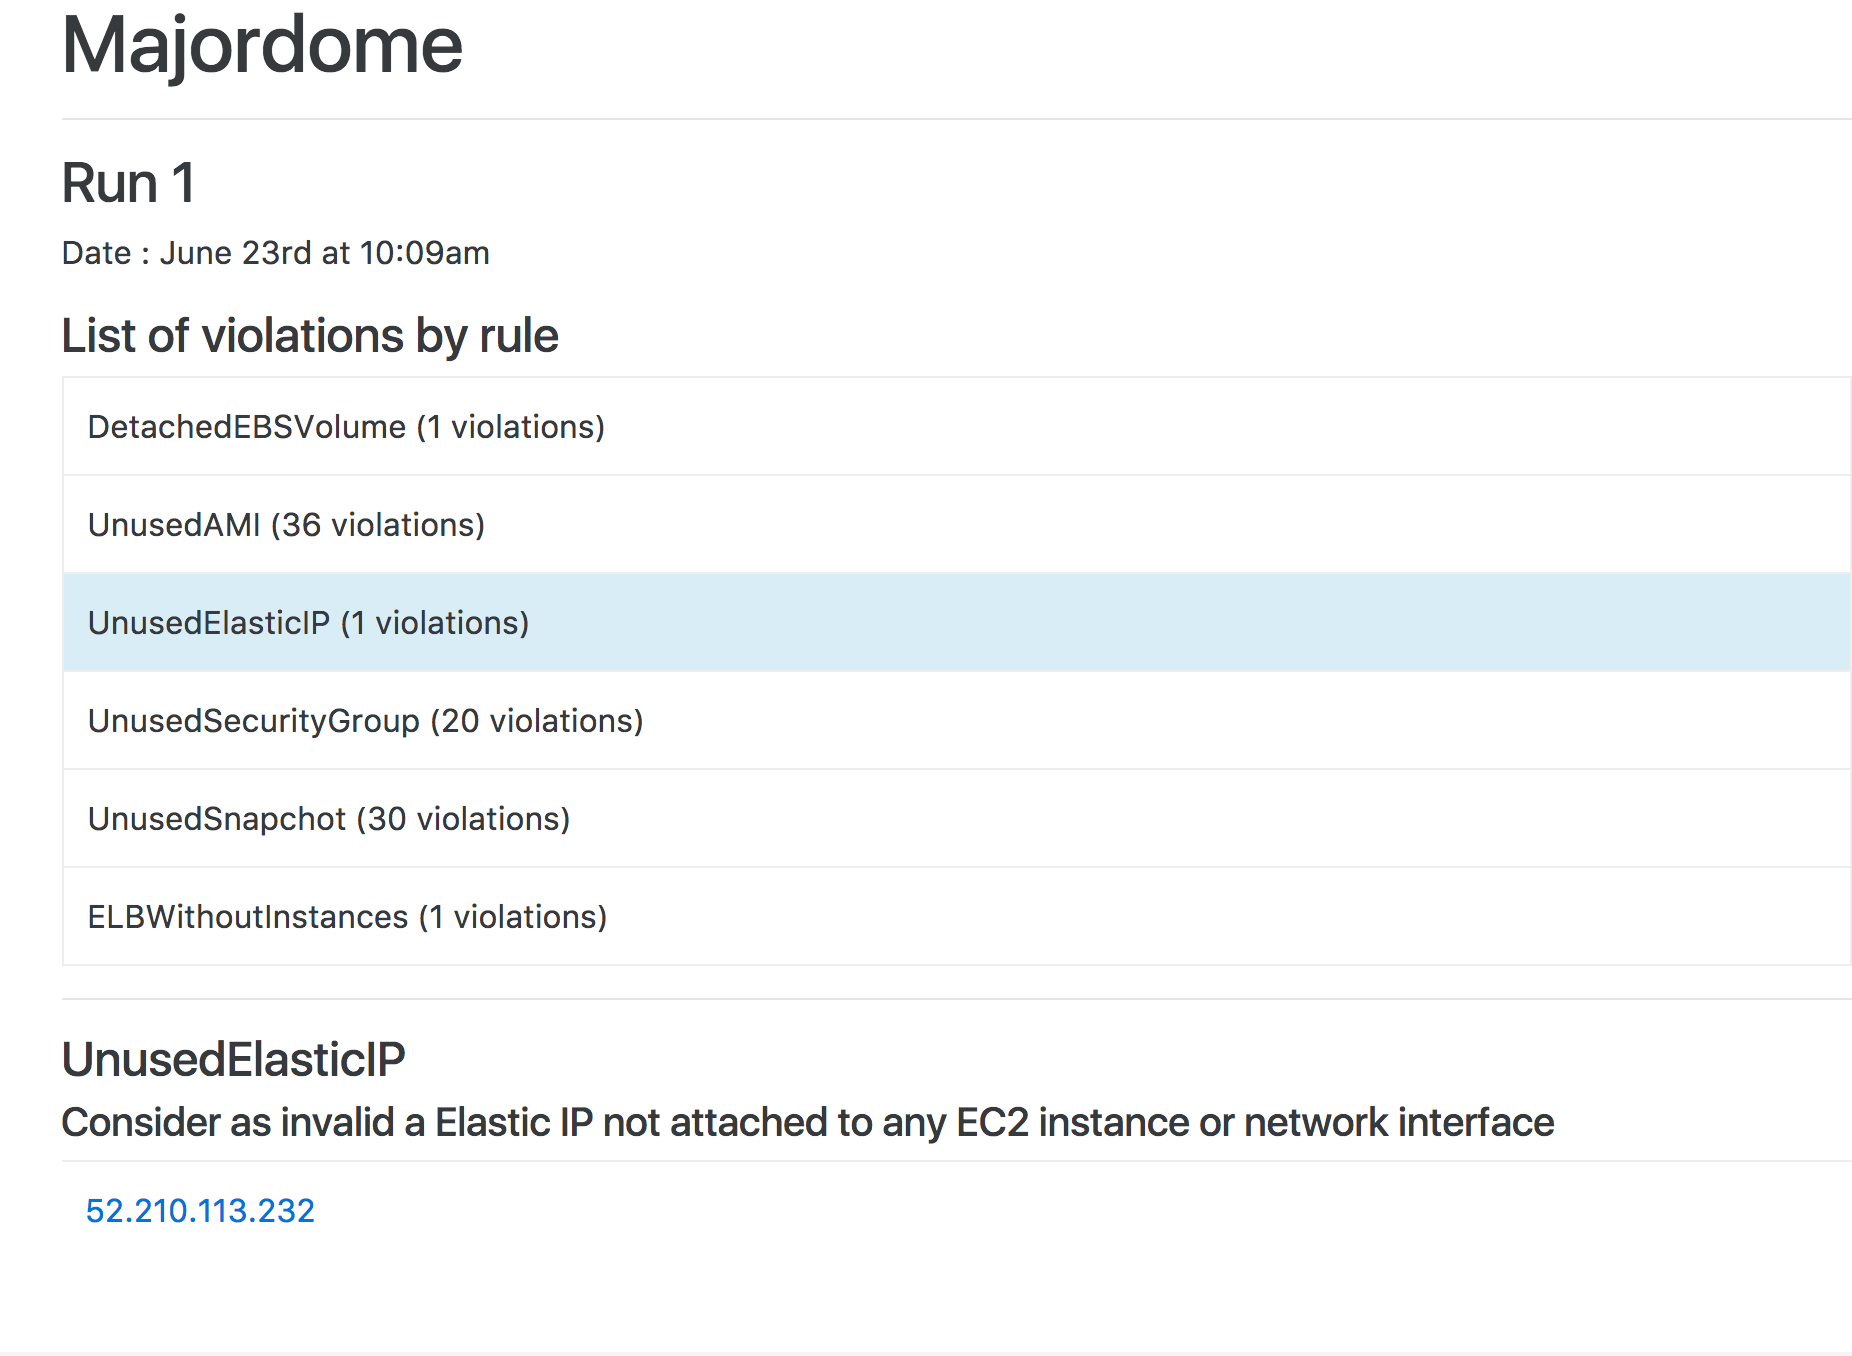 Majordome
Run 1
Date : June 23rd at 10:09am
List of violations by rule
DetachedEBSVolume (1 violations)
UnusedAMI (36 violations)
UnusedElasticIP (1 violations)
UnusedSecurityGroup (20 violations)
UnusedSnapchot (30 violations)
ELBWithoutInstances (1 violations)
UnusedElasticIP
Consider as invalid a Elastic IP not attached to any EC2 instance or network interface
52.210.113.232